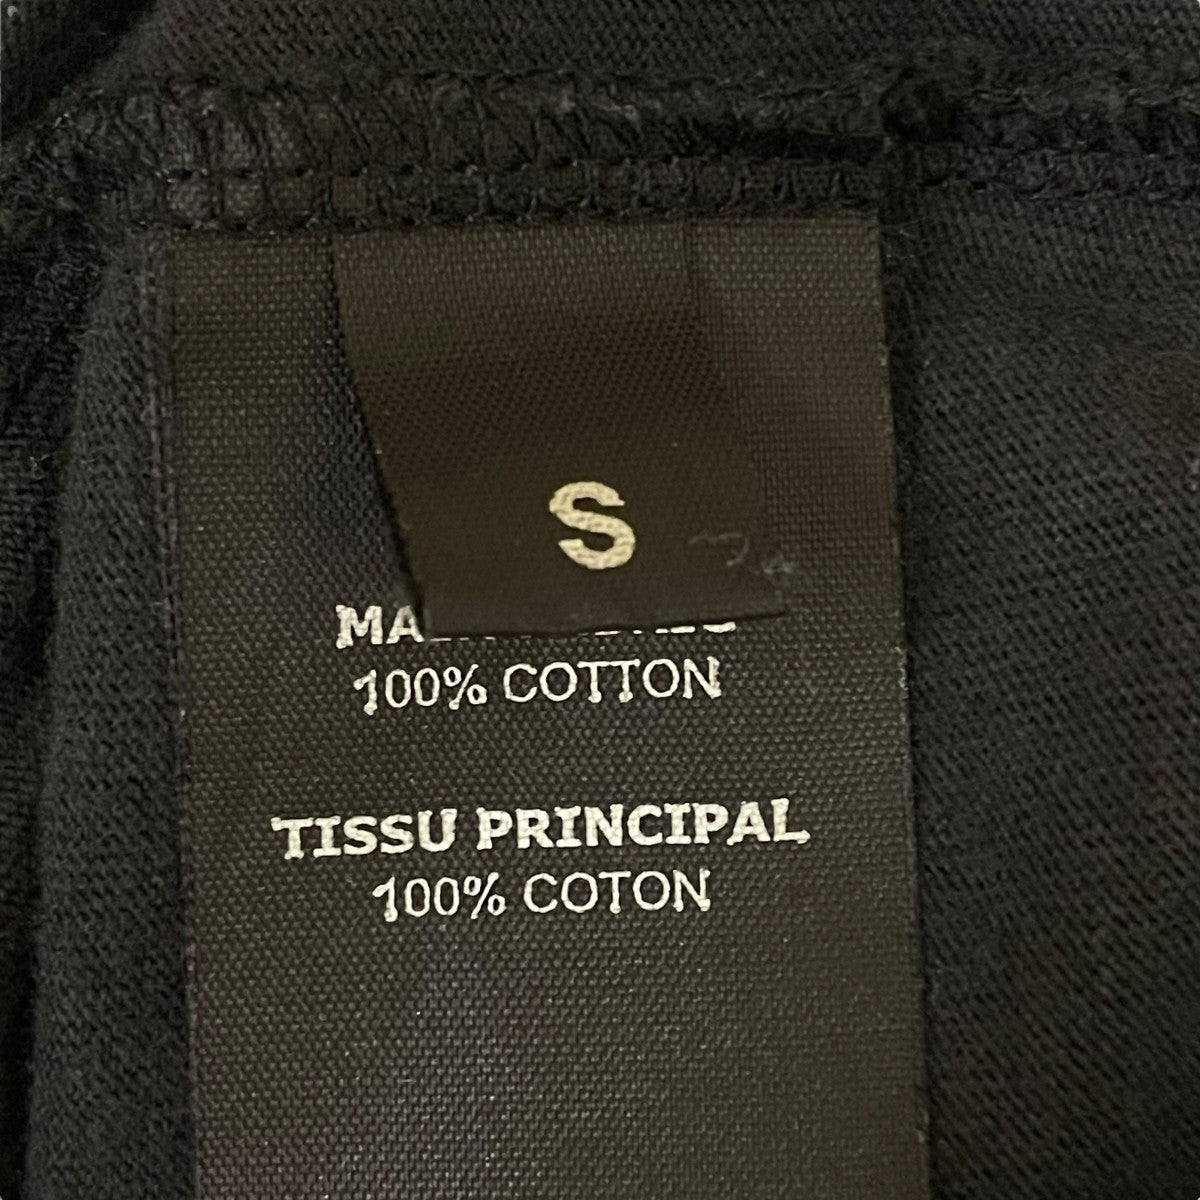 S
100% COTTON
TISSU PRINCIPAL
100% COTON